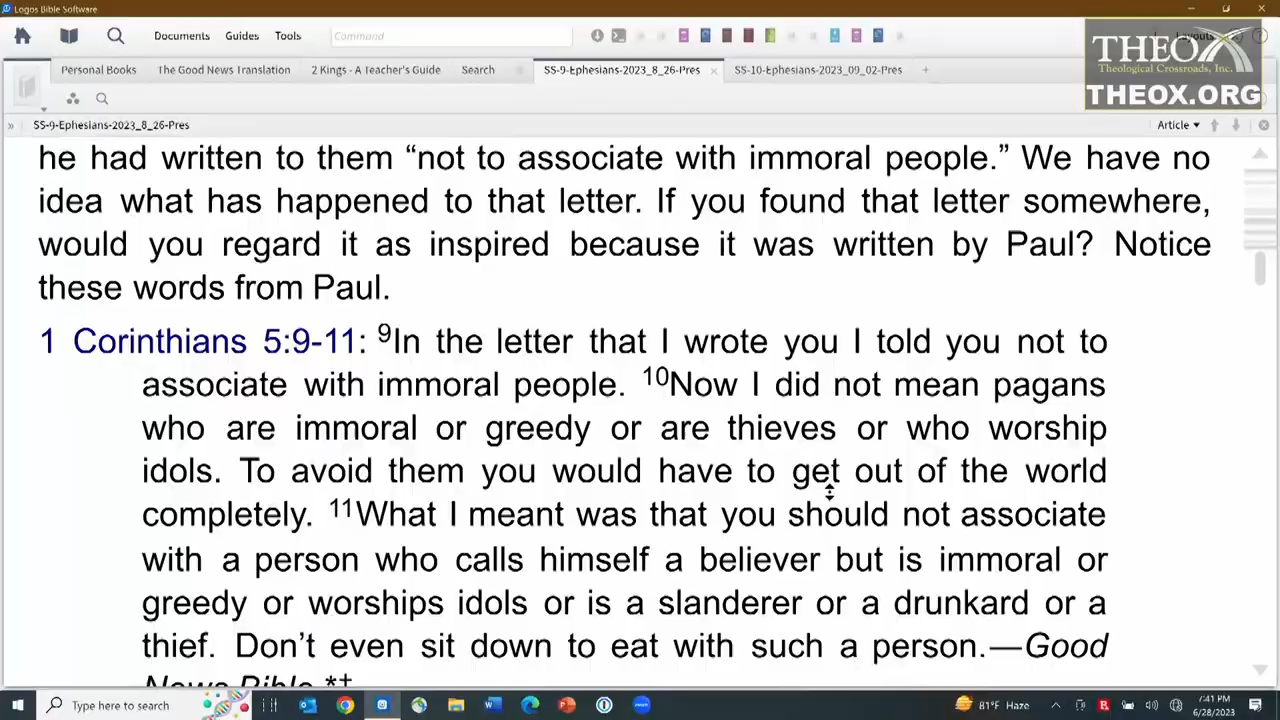 Logos Bible Software
Documents Guides Tools Command Layouts
THEOX
Theological Crossroads, Inc.
THEOX.ORG
Personal Books The Good News Translation 2 Kings - A Teacher's Guide SS-9-Ephesians-2023_8_26-Pres SS-10-Ephesians-2023_09_02-Pres +
» SS-9-Ephesians-2023_8_26-Pres Article
he had written to them “not to associate with immoral people.” We have no
idea what has happened to that letter. If you found that letter somewhere,
would you regard it as inspired because it was written by Paul? Notice
these words from Paul.
1 Corinthians 5:9-11: 9In the letter that I wrote you I told you not to
associate with immoral people. 10Now I did not mean pagans
who are immoral or greedy or are thieves or who worship
idols. To avoid them you would have to get out of the world
completely. 11What I meant was that you should not associate
with a person who calls himself a believer but is immoral or
greedy or worships idols or is a slanderer or a drunkard or a
thief. Don’t even sit down to eat with such a person.—Good
News Bible.*†
Type here to search 81°F Haze 7:41 PM
6/28/2023